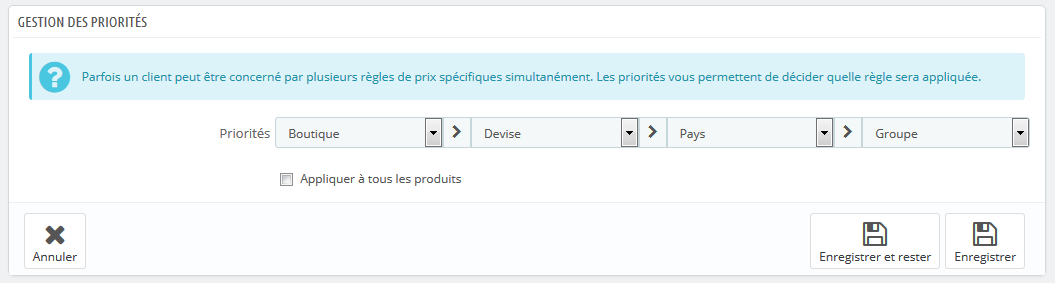 GESTION DES PRIORITÉS
Parfois un client peut être concerné par plusieurs règles de prix spécifiques simultanément. Les priorités vous permettent de décider quelle règle sera appliquée.
Priorités Boutique Devise Pays Groupe
Appliquer à tous les produits
Annuler Enregistrer et rester Enregistrer